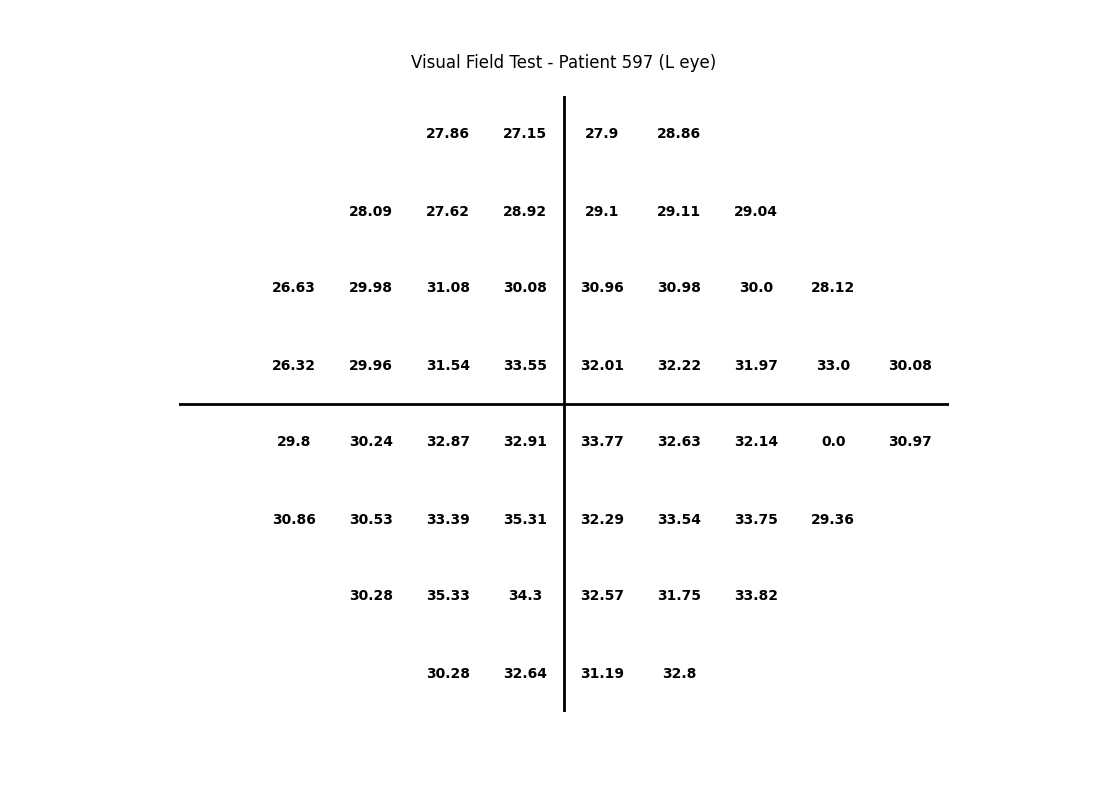 Visual Field Test - Patient 597 (L eye)
27.86 27.15 27.9 28.86
28.09 27.62 28.92 29.1 29.11 29.04
26.63 29.98 31.08 30.08 30.96 30.98 30.0 28.12
26.32 29.96 31.54 33.55 32.01 32.22 31.97 33.0 30.08
29.8 30.24 32.87 32.91 33.77 32.63 32.14 0.0 30.97
30.86 30.53 33.39 35.31 32.29 33.54 33.75 29.36
30.28 35.33 34.3 32.57 31.75 33.82
30.28 32.64 31.19 32.8